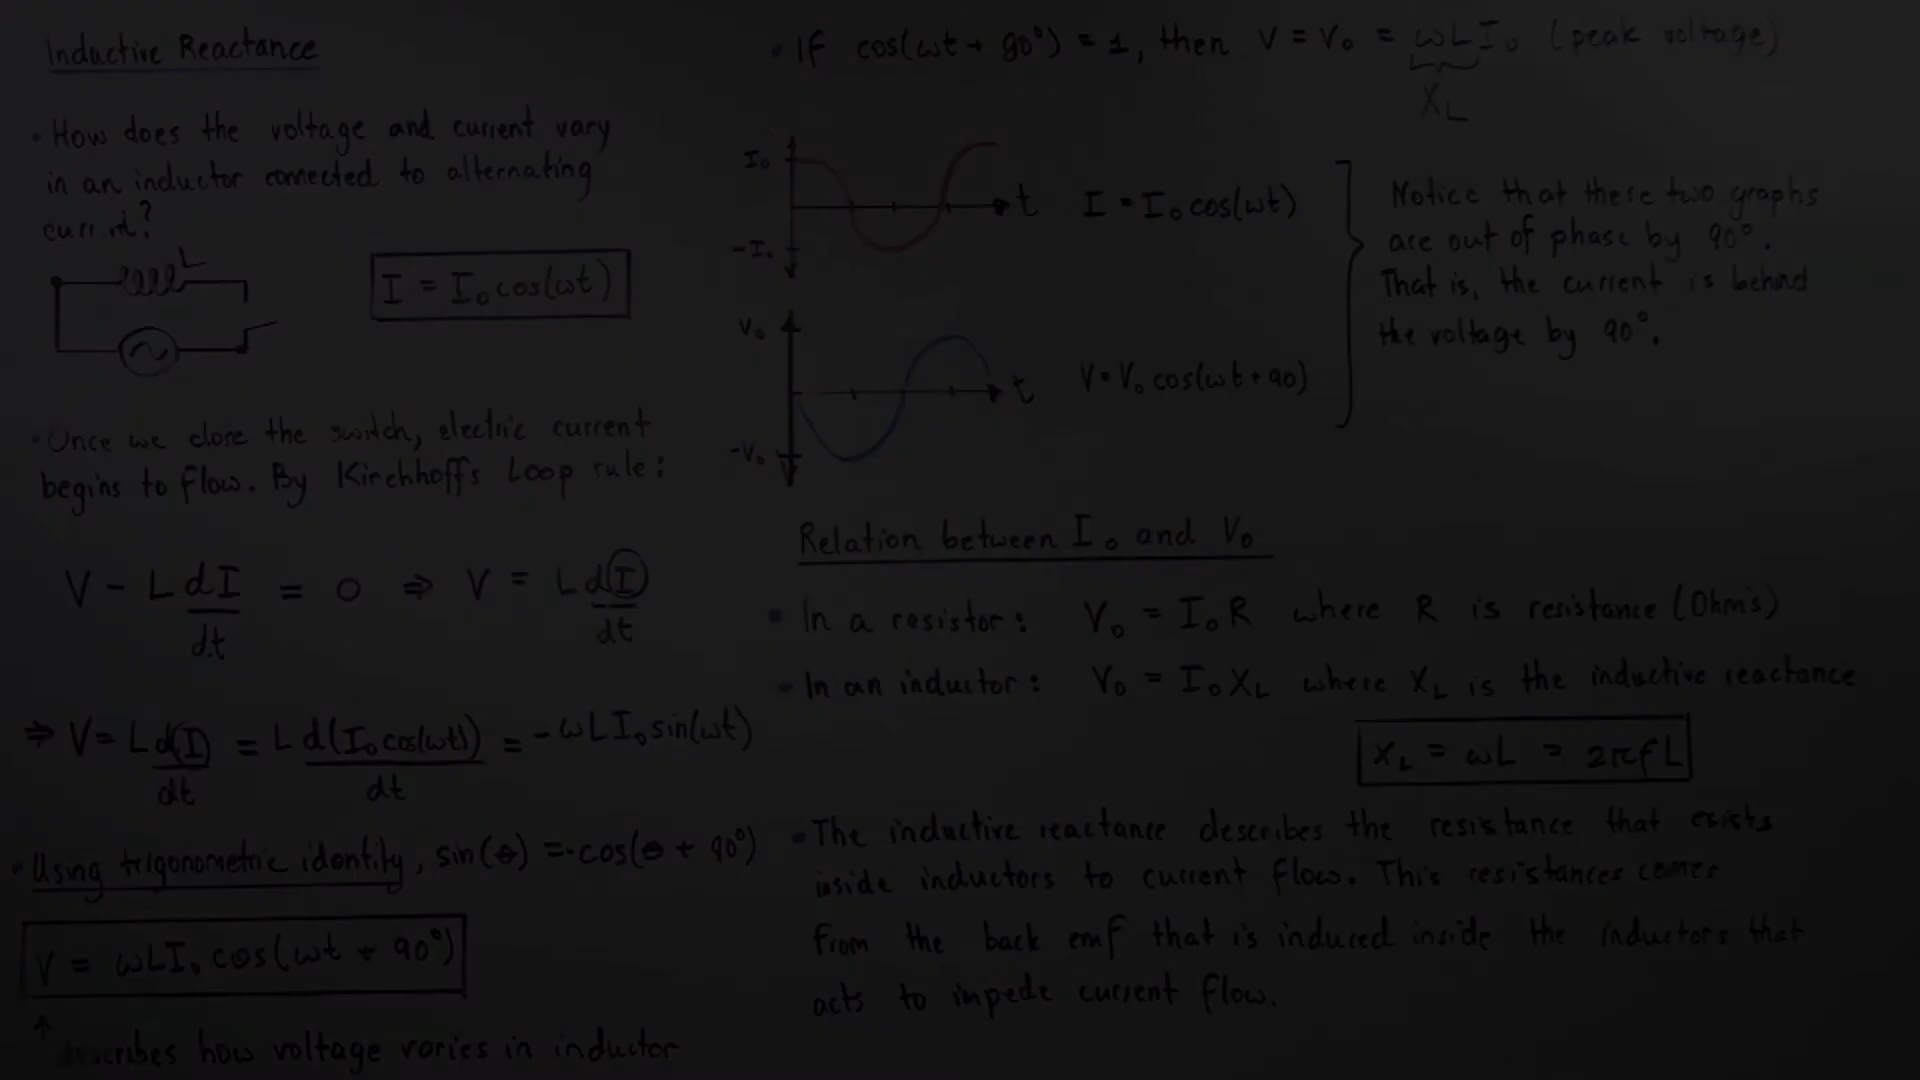 Inductive Reactance
• How does the voltage and current vary
in an inductor connected to alternating
current?
L
I = I₀cos(ωt)
• Once we close the switch, electric current
begins to flow. By Kirchhoff's Loop rule:
V - L dI/dt = 0 ⇒ V = L dI/dt
⇒ V = L d(I)/dt = L d(I₀cos(ωt))/dt = -ωLI₀sin(ωt)
• Using trigonometric identity, sin(θ) = -cos(θ + 90°)
V = ωLI₀cos(ωt + 90°)
↑
describes how voltage varies in inductor
• If cos(ωt + 90°) = 1, then V = V₀ = ωLI₀ (peak voltage)
X_L
I₀
-I₀
t
I = I₀cos(ωt)
V₀
-V₀
t
V = V₀cos(ωt + 90)
Notice that these two graphs
are out of phase by 90°.
That is, the current is behind
the voltage by 90°.
Relation between I₀ and V₀
• In a resistor: V₀ = I₀R where R is resistance (Ohm's)
• In an inductor: V₀ = I₀X_L where X_L is the inductive reactance
X_L = ωL = 2πfL
• The inductive reactance describes the resistance that exists
inside inductors to current flow. This resistances comes
from the back emf that is induced inside the inductors that
acts to impede current flow.